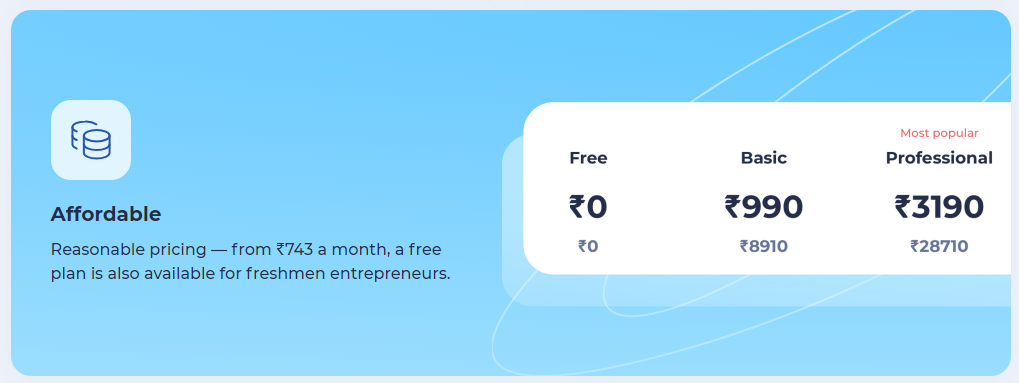 Affordable
Reasonable pricing — from ₹743 a month, a free
plan is also available for freshmen entrepreneurs.
Most popular
Free Basic Professional
₹0 ₹990 ₹3190
₹0 ₹8910 ₹28710